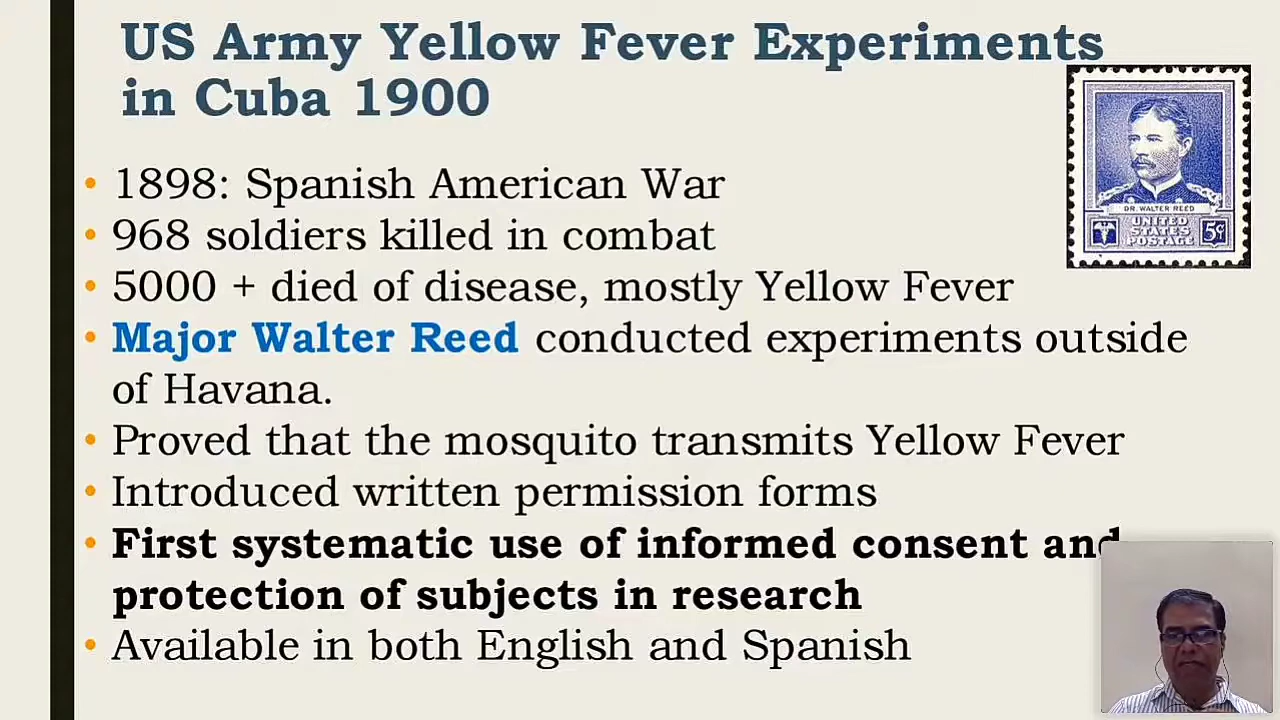 US Army Yellow Fever Experiments
in Cuba 1900
• 1898: Spanish American War
• 968 soldiers killed in combat
• 5000 + died of disease, mostly Yellow Fever
• Major Walter Reed conducted experiments outside
of Havana.
• Proved that the mosquito transmits Yellow Fever
• Introduced written permission forms
• First systematic use of informed consent and
protection of subjects in research
• Available in both English and Spanish
DR. WALTER REED
UNITED
STATES
POSTAGE
5¢